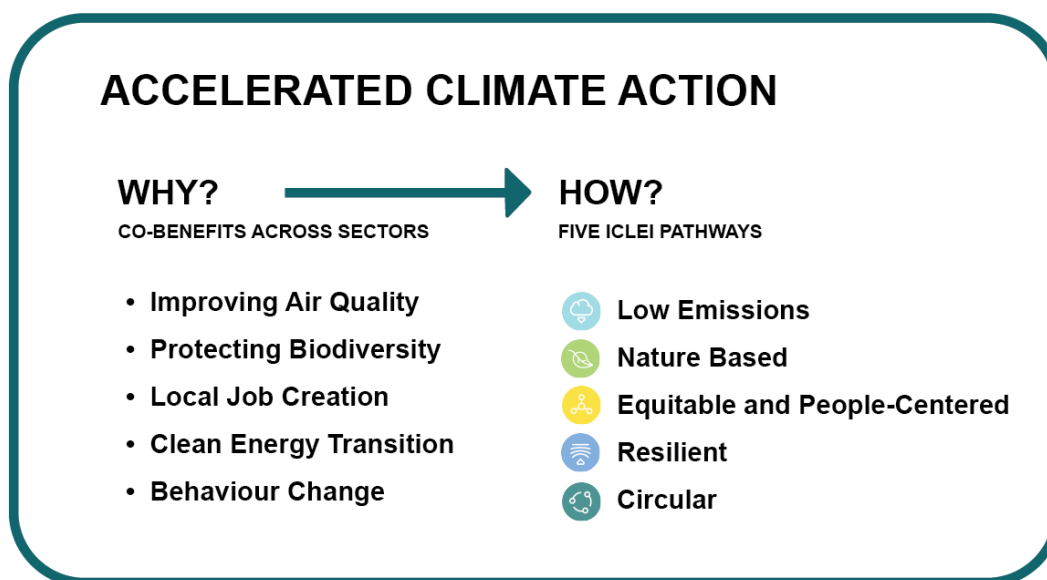 ACCELERATED CLIMATE ACTION
WHY?
CO-BENEFITS ACROSS SECTORS
• Improving Air Quality
• Protecting Biodiversity
• Local Job Creation
• Clean Energy Transition
• Behaviour Change
HOW?
FIVE ICLEI PATHWAYS
Low Emissions
Nature Based
Equitable and People-Centered
Resilient
Circular